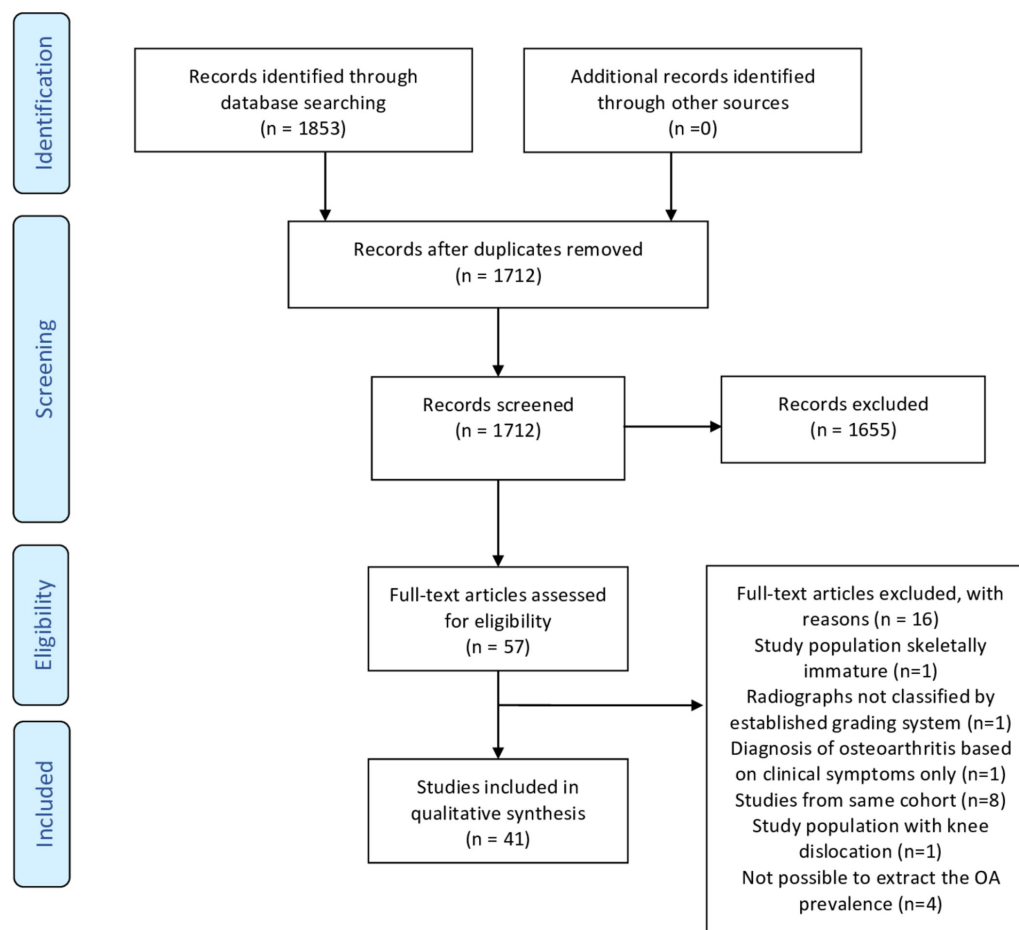 Identification
Records identified through
database searching
(n = 1853)
Additional records identified
through other sources
(n =0)
Screening
Records after duplicates removed
(n = 1712)
Records screened
(n = 1712)
Records excluded
(n = 1655)
Eligibility
Full-text articles assessed
for eligibility
(n = 57)
Full-text articles excluded, with
reasons (n = 16)
Study population skeletally
immature (n=1)
Radiographs not classified by
established grading system (n=1)
Diagnosis of osteoarthritis based
on clinical symptoms only (n=1)
Studies from same cohort (n=8)
Study population with knee
dislocation (n=1)
Not possible to extract the OA
prevalence (n=4)
Included
Studies included in
qualitative synthesis
(n = 41)